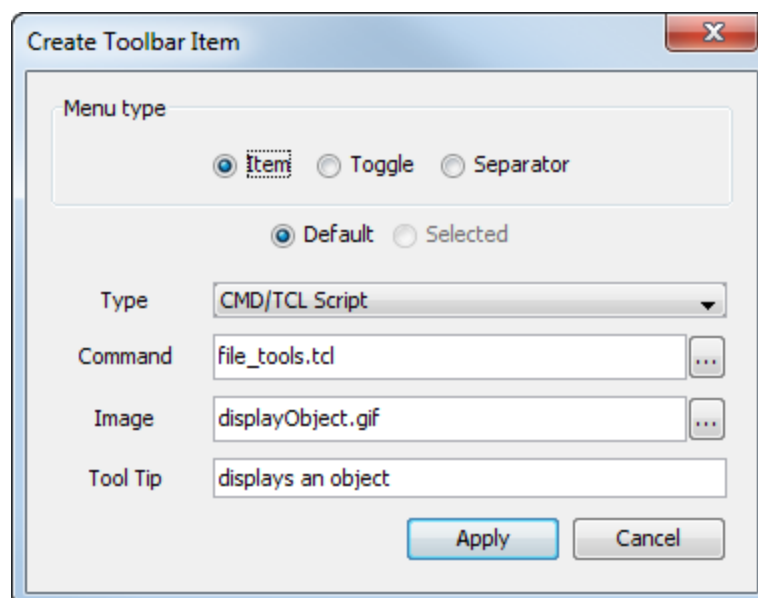 Create Toolbar Item
Menu type
Item Toggle Separator
Default Selected
Type CMD/TCL Script
Command file_tools.tcl ...
Image displayObject.gif ...
Tool Tip displays an object
Apply Cancel